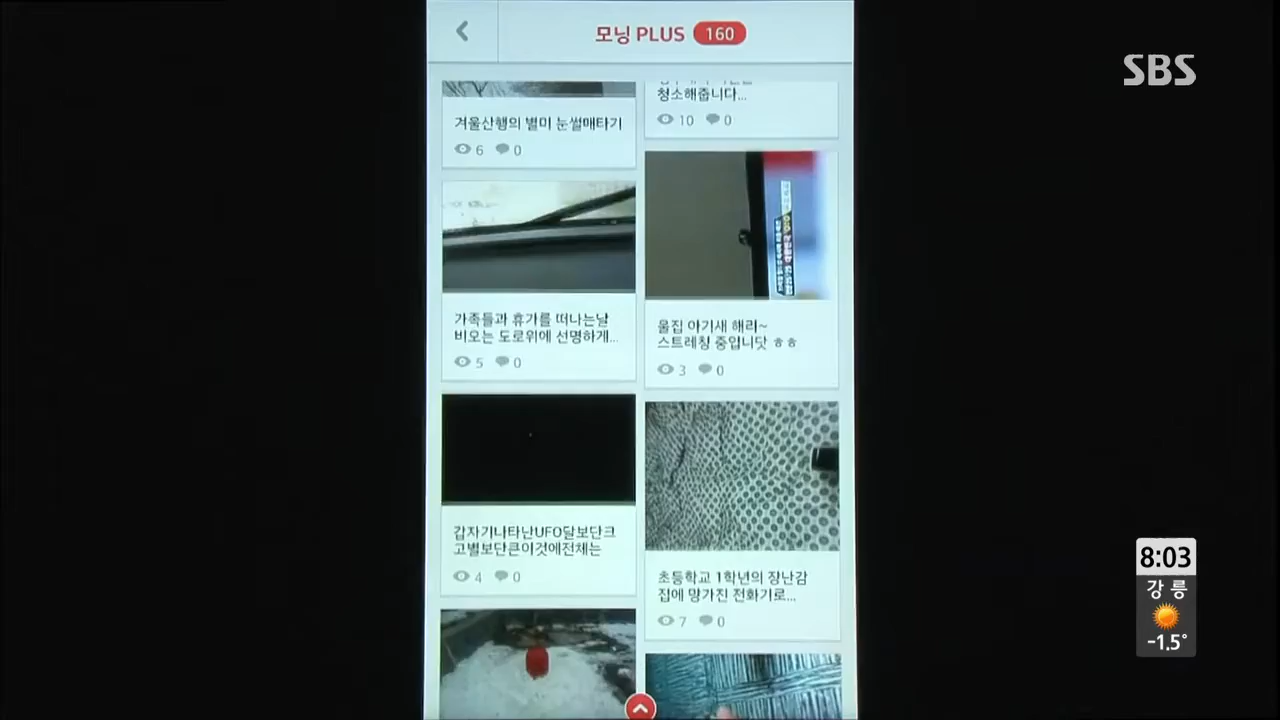 모닝 PLUS 160
SBS
청소해줍니다...
10 0
겨울산행의 별미 눈썰매타기
6 0
가족들과 휴가를 떠나는날
비오는 도로위에 선명하게...
5 0
울집 아기새 해라~
스트레칭 중입니닷 ㅎㅎ
3 0
갑자기나타난UFO달보단크
고별보단큰이것에전체는
4 0
초등학교 1학년의 장난감
집에 망가진 전화기로...
7 0
8:03
강릉
-1.5°